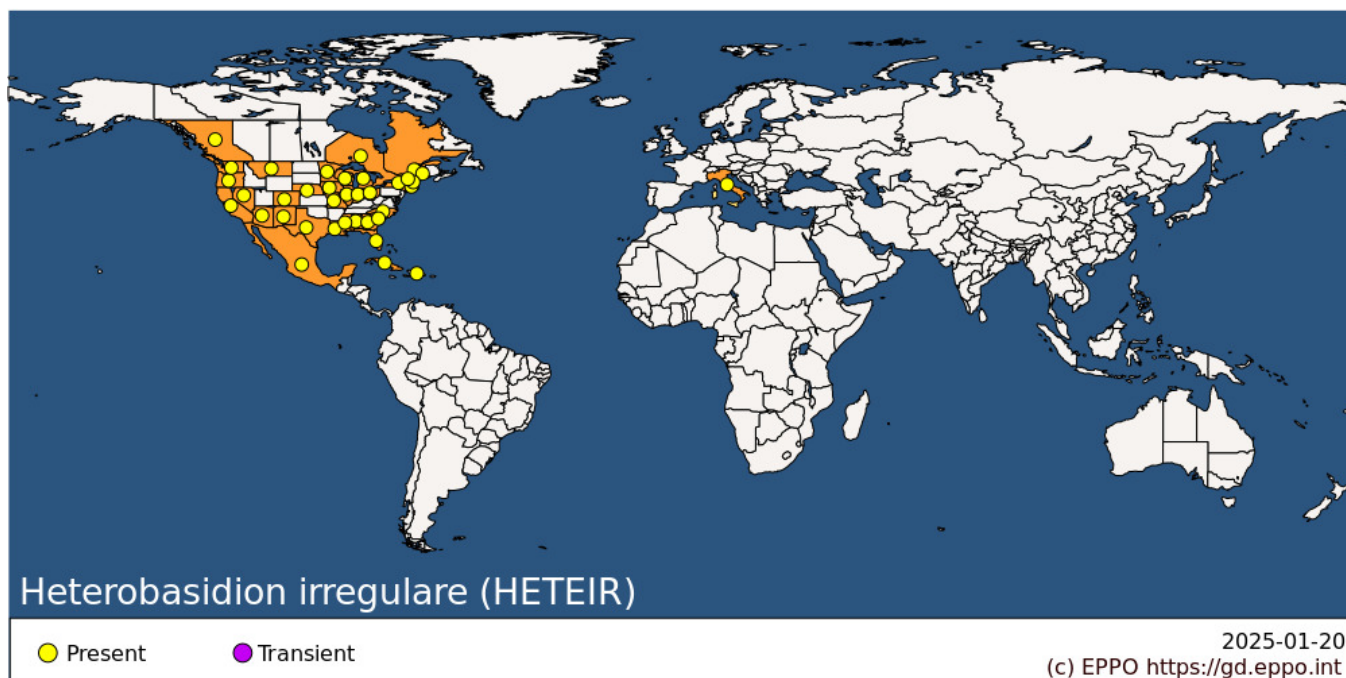 Heterobasidion irregulare (HETEIR)
Present
Transient
2025-01-20
(c) EPPO https://gd.eppo.int